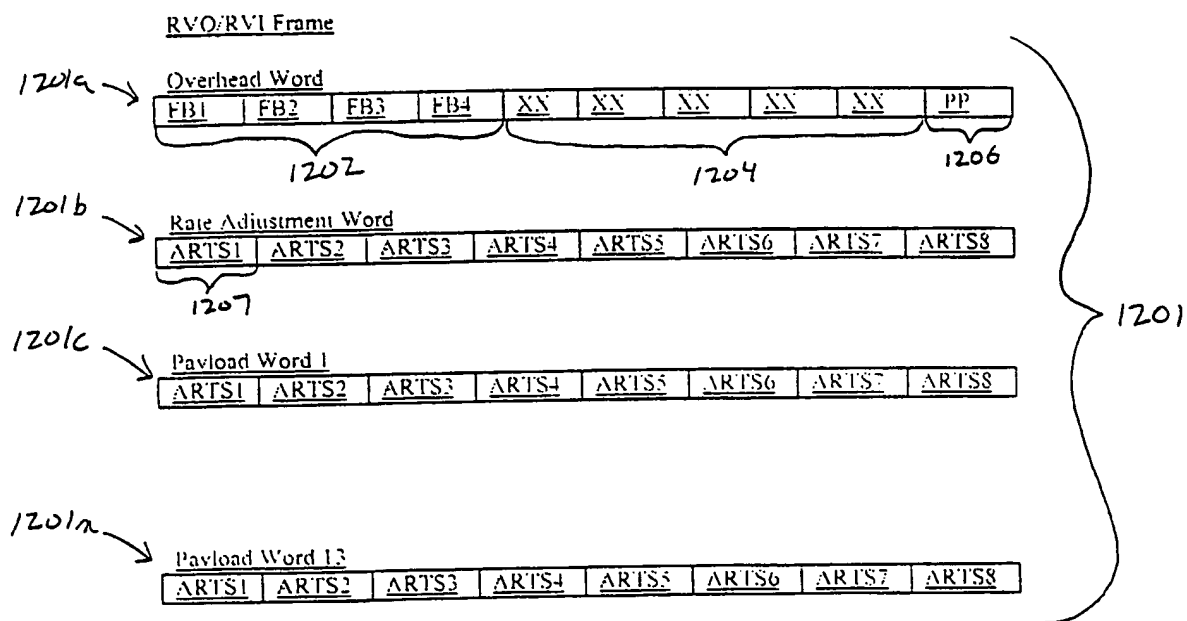 RVO/RVI Frame
1201a
Overhead Word
FB1 FB2 FB3 FB4 XX XX XX XX XX PP
1202 1204 1206
1201b
Rate Adjustment Word
ARTS1 ARTS2 ARTS3 ARTS4 ARTS5 ARTS6 ARTS7 ARTS8
1207
1201
1201c
Payload Word 1
ARTS1 ARTS2 ARTS3 ARTS4 ARTS5 ARTS6 ARTS7 ARTS8
1201n
Payload Word 13
ARTS1 ARTS2 ARTS3 ARTS4 ARTS5 ARTS6 ARTS7 ARTS8